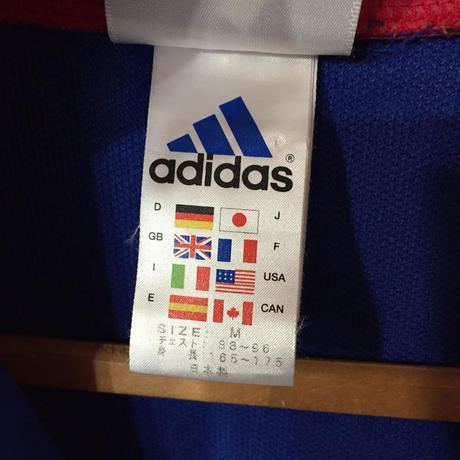 adidas®
D J
GB F
I USA
E CAN
SIZE: M
チェスト: 88~96
身長: 165~175
日本製